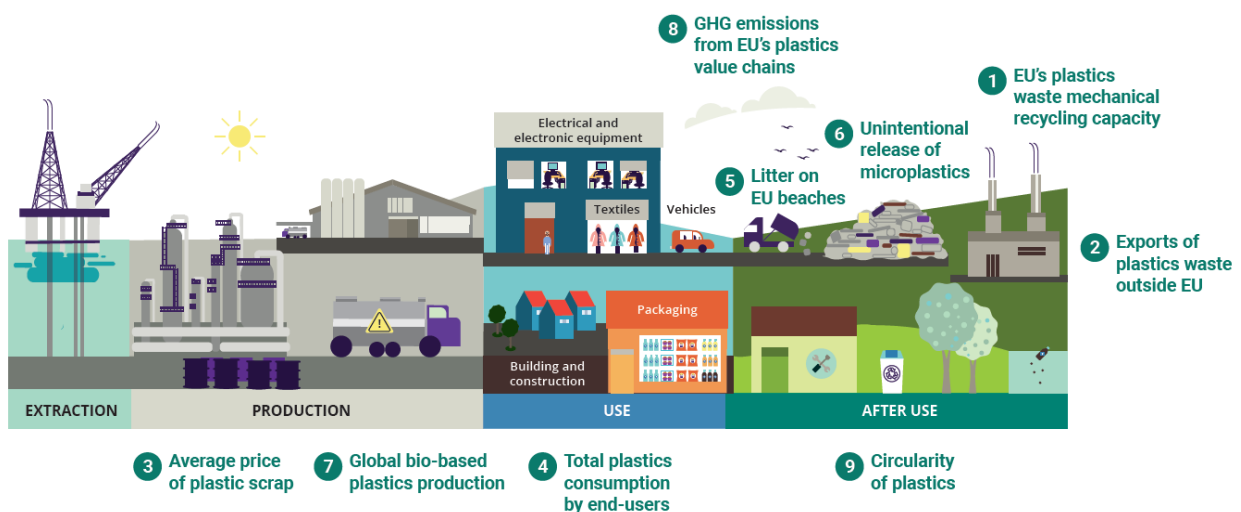 8 GHG emissions
from EU's plastics
value chains
1 EU's plastics
waste mechanical
recycling capacity
Electrical and
electronic equipment
6 Unintentional
release of
microplastics
5 Litter on
EU beaches
Textiles
Vehicles
2 Exports of
plastics waste
outside EU
Packaging
Building and
construction
EXTRACTION
PRODUCTION
USE
AFTER USE
3 Average price
of plastic scrap
7 Global bio-based
plastics production
4 Total plastics
consumption
by end-users
9 Circularity
of plastics